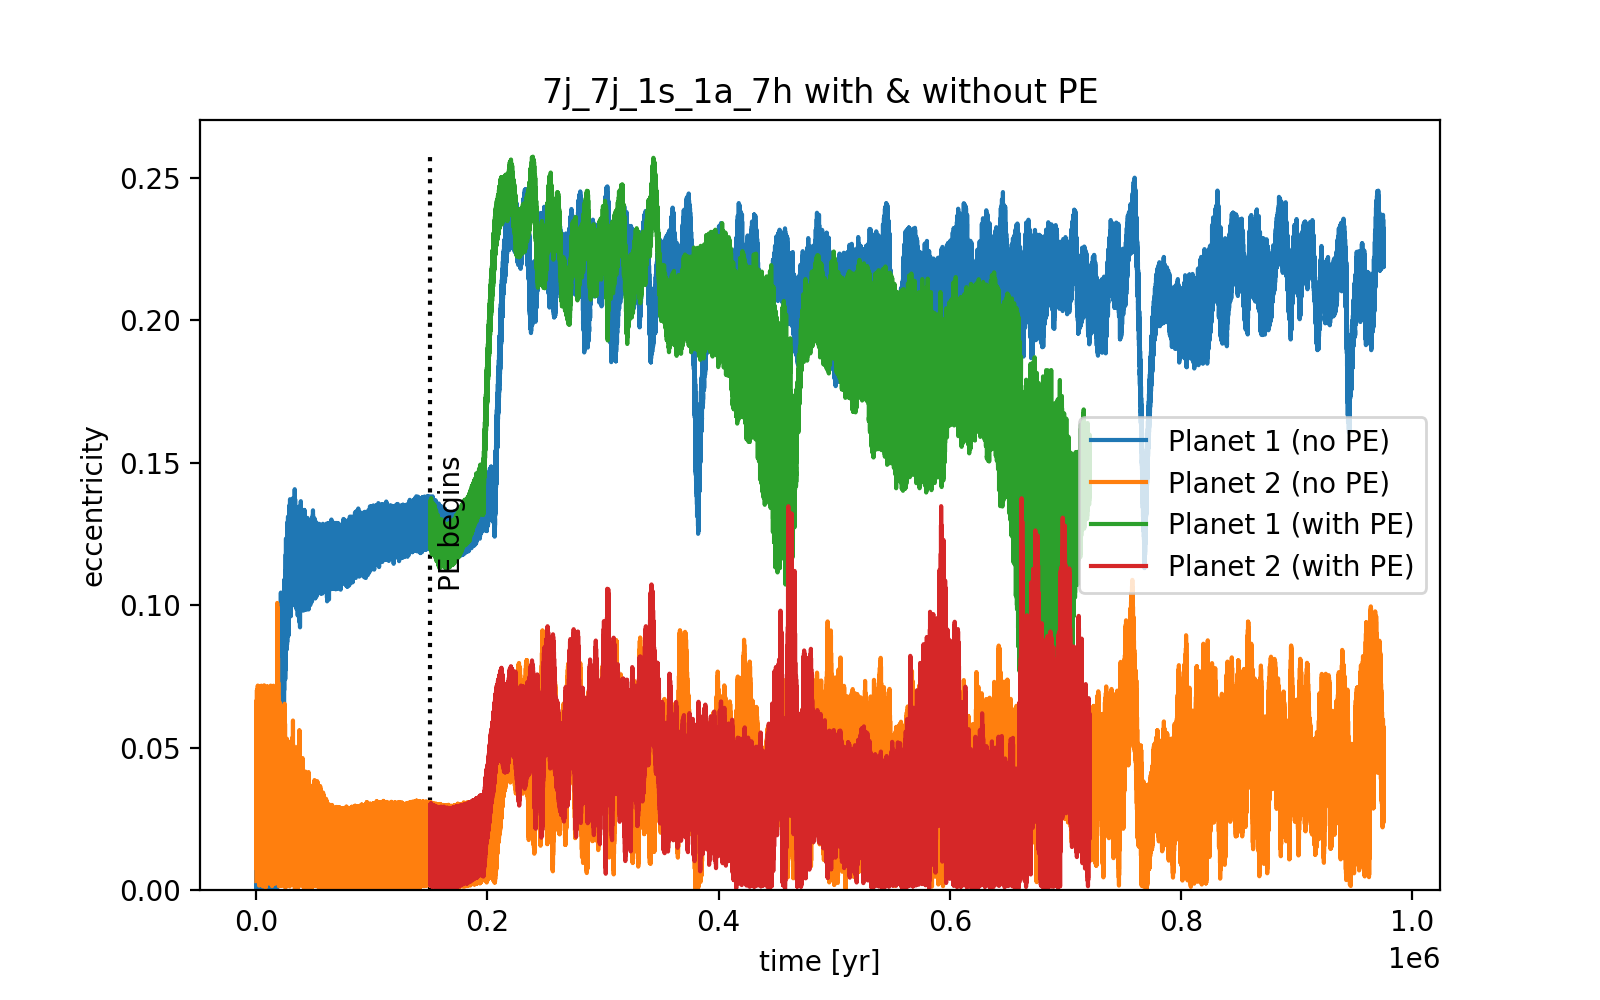 7j_7j_1s_1a_7h with & without PE
0.25
0.20
0.15
0.10
0.05
0.00
eccentricity
PE begins
Planet 1 (no PE)
Planet 2 (no PE)
Planet 1 (with PE)
Planet 2 (with PE)
0.0 0.2 0.4 0.6 0.8 1.0
1e6
time [yr]